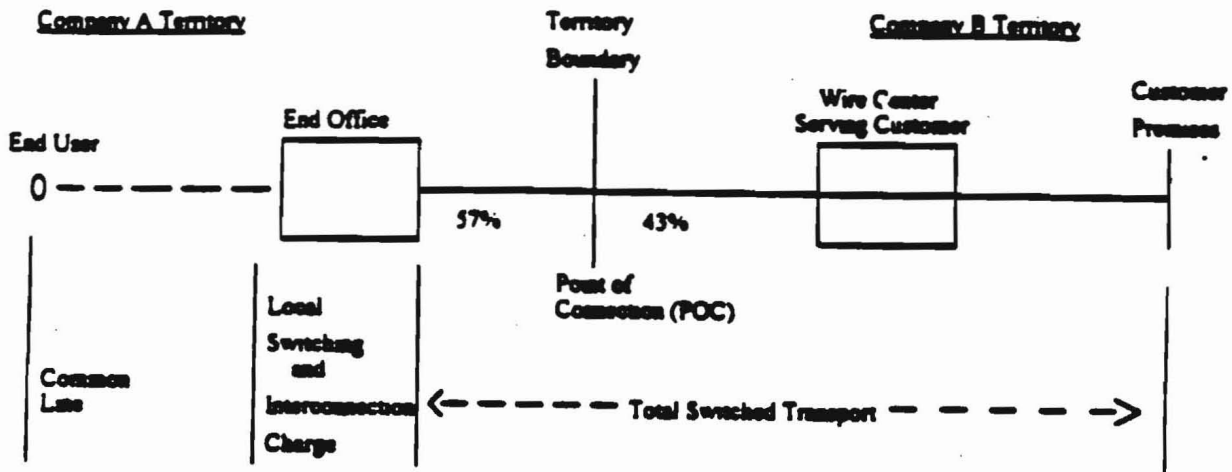 Company A Territory
Territory
Boundary
Company B Territory
End User
0
End Office
Wire Center
Serving Customer
Customer
Premises
57%
43%
Point of
Connection (POC)
Common
Line
Local
Switching
and
Interconnection
Charge
Total Switched Transport